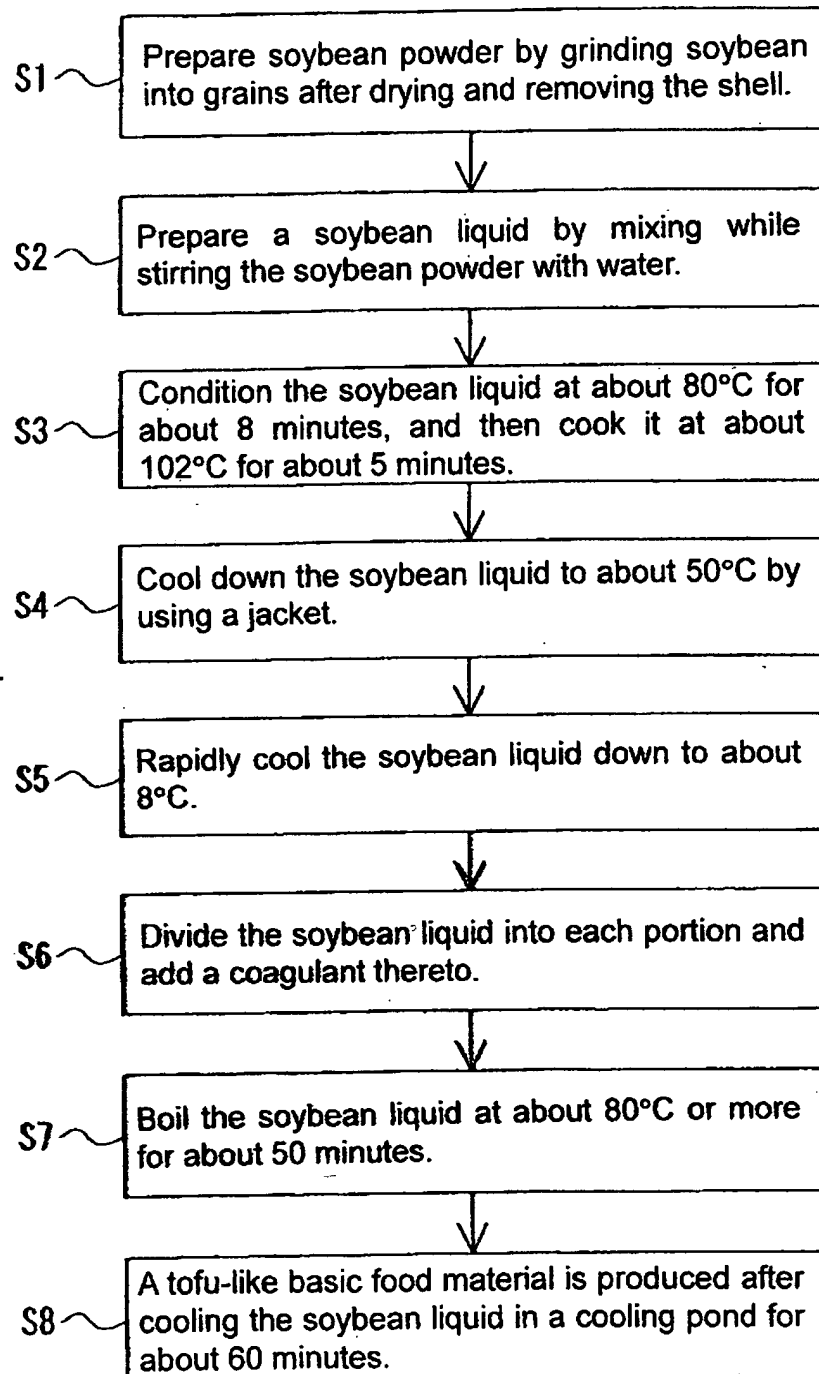 S1
Prepare soybean powder by grinding soybean
into grains after drying and removing the shell.
S2
Prepare a soybean liquid by mixing while
stirring the soybean powder with water.
S3
Condition the soybean liquid at about 80°C for
about 8 minutes, and then cook it at about
102°C for about 5 minutes.
S4
Cool down the soybean liquid to about 50°C by
using a jacket.
S5
Rapidly cool the soybean liquid down to about
8°C.
S6
Divide the soybean liquid into each portion and
add a coagulant thereto.
S7
Boil the soybean liquid at about 80°C or more
for about 50 minutes.
S8
A tofu-like basic food material is produced after
cooling the soybean liquid in a cooling pond for
about 60 minutes.